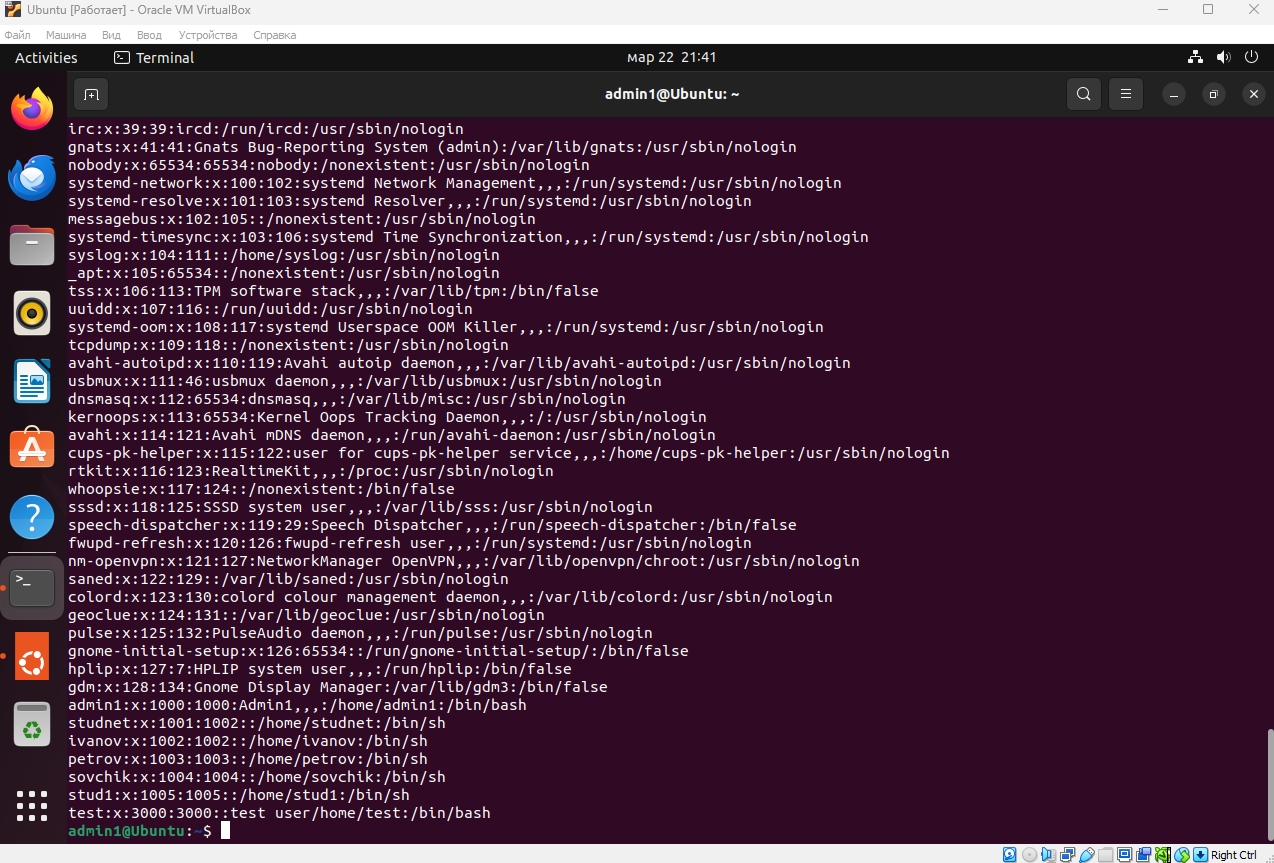 Ubuntu [Работает] - Oracle VM VirtualBox
Файл Машина Вид Ввод Устройства Справка
Activities Terminal мар 22 21:41
admin1@Ubuntu: ~
irc:x:39:39:ircd:/run/ircd:/usr/sbin/nologin
gnats:x:41:41:Gnats Bug-Reporting System (admin):/var/lib/gnats:/usr/sbin/nologin
nobody:x:65534:65534:nobody:/nonexistent:/usr/sbin/nologin
systemd-network:x:100:102:systemd Network Management,,,:/run/systemd:/usr/sbin/nologin
systemd-resolve:x:101:103:systemd Resolver,,,:/run/systemd:/usr/sbin/nologin
messagebus:x:102:105::/nonexistent:/usr/sbin/nologin
systemd-timesync:x:103:106:systemd Time Synchronization,,,:/run/systemd:/usr/sbin/nologin
syslog:x:104:111::/home/syslog:/usr/sbin/nologin
_apt:x:105:65534::/nonexistent:/usr/sbin/nologin
tss:x:106:113:TPM software stack,,,:/var/lib/tpm:/bin/false
uuidd:x:107:116::/run/uuidd:/usr/sbin/nologin
systemd-oom:x:108:117:systemd Userspace OOM Killer,,,:/run/systemd:/usr/sbin/nologin
tcpdump:x:109:118::/nonexistent:/usr/sbin/nologin
avahi-autoipd:x:110:119:Avahi autoip daemon,,,:/var/lib/avahi-autoipd:/usr/sbin/nologin
usbmux:x:111:46:usbmux daemon,,,:/var/lib/usbmux:/usr/sbin/nologin
dnsmasq:x:112:65534:dnsmasq,,,:/var/lib/misc:/usr/sbin/nologin
kernoops:x:113:65534:Kernel Oops Tracking Daemon,,,:/:/usr/sbin/nologin
avahi:x:114:121:Avahi mDNS daemon,,,:/run/avahi-daemon:/usr/sbin/nologin
cups-pk-helper:x:115:122:user for cups-pk-helper service,,,:/home/cups-pk-helper:/usr/sbin/nologin
rtkit:x:116:123:RealtimeKit,,,:/proc:/usr/sbin/nologin
whoopsie:x:117:124::/nonexistent:/bin/false
sssd:x:118:125:SSSD system user,,,:/var/lib/sss:/usr/sbin/nologin
speech-dispatcher:x:119:29:Speech Dispatcher,,,:/run/speech-dispatcher:/bin/false
fwupd-refresh:x:120:126:fwupd-refresh user,,,:/run/systemd:/usr/sbin/nologin
nm-openvpn:x:121:127:NetworkManager OpenVPN,,,:/var/lib/openvpn/chroot:/usr/sbin/nologin
saned:x:122:129::/var/lib/saned:/usr/sbin/nologin
colord:x:123:130:colord colour management daemon,,,:/var/lib/colord:/usr/sbin/nologin
geoclue:x:124:131::/var/lib/geoclue:/usr/sbin/nologin
pulse:x:125:132:PulseAudio daemon,,,:/run/pulse:/usr/sbin/nologin
gnome-initial-setup:x:126:65534::/run/gnome-initial-setup/:/bin/false
hplip:x:127:7:HPLIP system user,,,:/run/hplip:/bin/false
gdm:x:128:134:Gnome Display Manager:/var/lib/gdm3:/bin/false
admin1:x:1000:1000:Admin1,,,:/home/admin1:/bin/bash
studnet:x:1001:1002::/home/studnet:/bin/sh
ivanov:x:1002:1002::/home/ivanov:/bin/sh
petrov:x:1003:1003::/home/petrov:/bin/sh
sovchik:x:1004:1004::/home/sovchik:/bin/sh
stud1:x:1005:1005::/home/stud1:/bin/sh
test:x:3000:3000::test user/home/test:/bin/bash
admin1@Ubuntu:~$
Right Ctrl